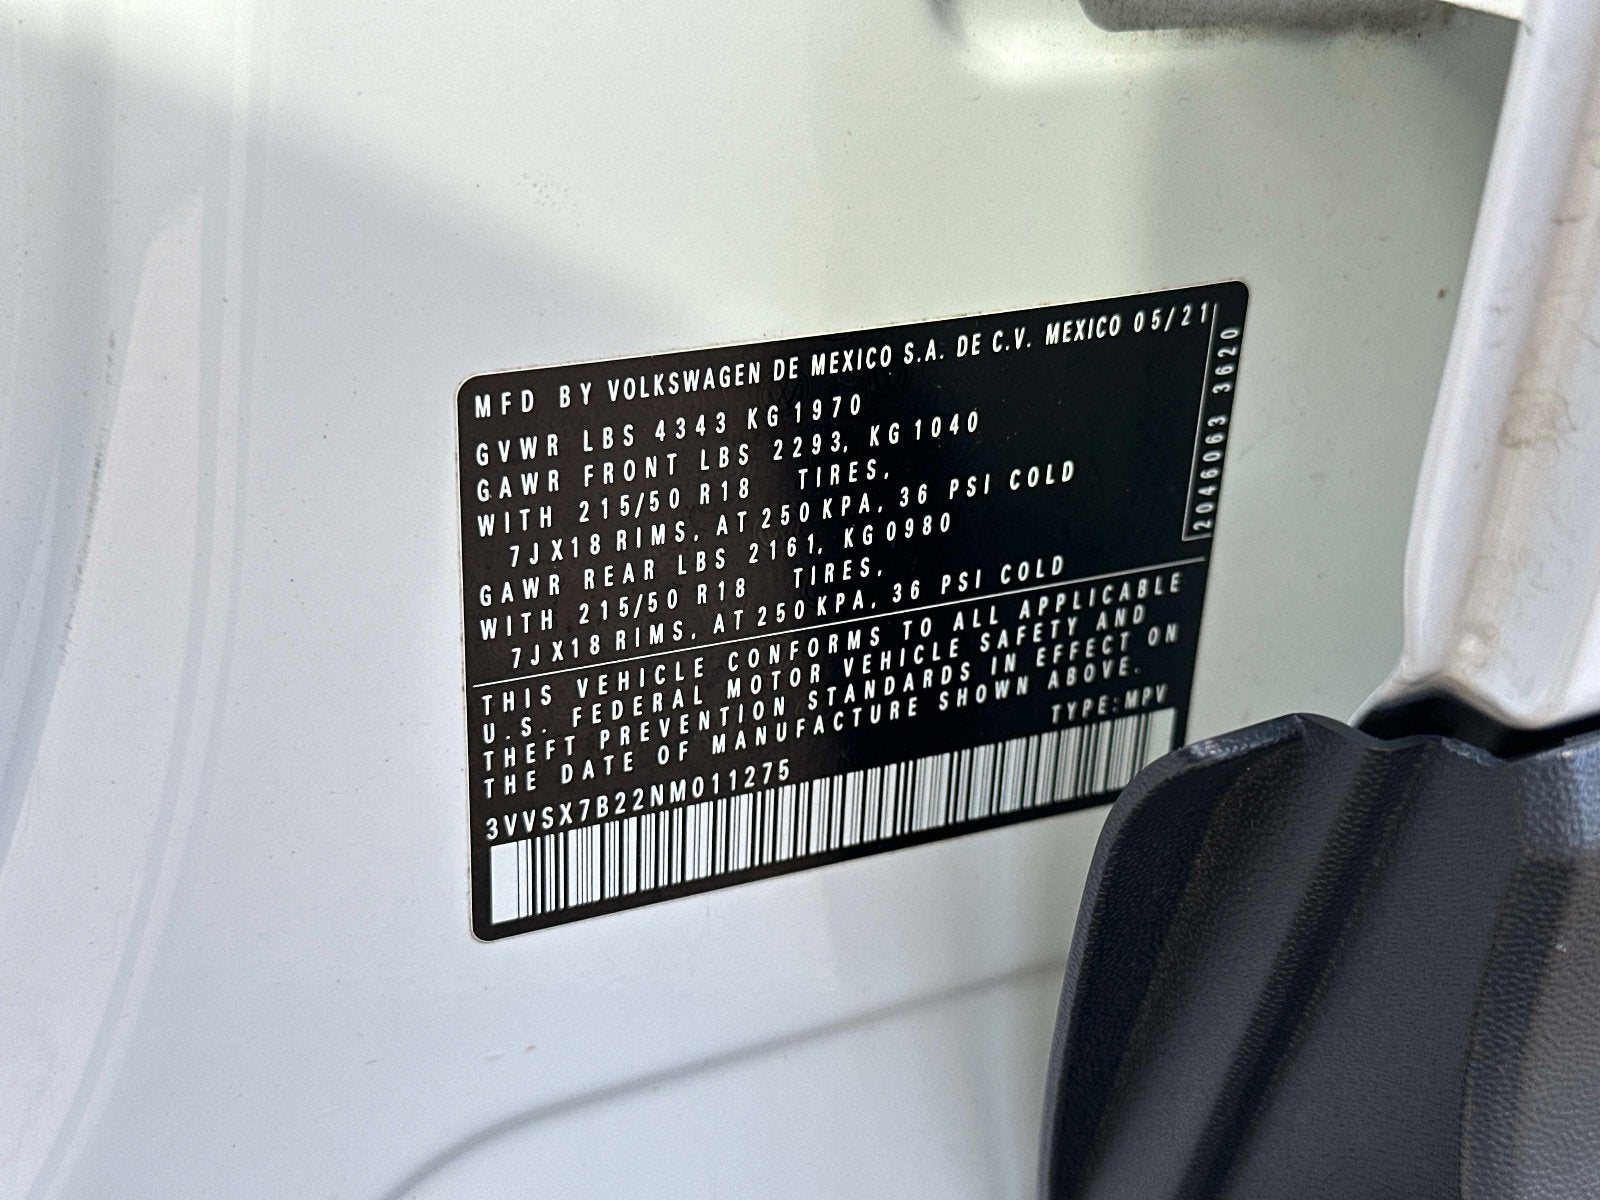 MFD BY VOLKSWAGEN DE MEXICO S.A. DE C.V. MEXICO 05/21
GVWR LBS 4343 KG 1970
GAWR FRONT LBS 2293, KG 1040
WITH 215/50 R18 TIRES,
7JX18 RIMS, AT 250 KPA, 36 PSI COLD
GAWR REAR LBS 2161, KG 0980
WITH 215/50 R18 TIRES,
7JX18 RIMS, AT 250 KPA, 36 PSI COLD
THIS VEHICLE CONFORMS TO ALL APPLICABLE
U.S. FEDERAL MOTOR VEHICLE SAFETY AND
THEFT PREVENTION STANDARDS IN EFFECT ON
THE DATE OF MANUFACTURE SHOWN ABOVE.
TYPE: MPV
3VVSX7B22NM011275
2046063 3620